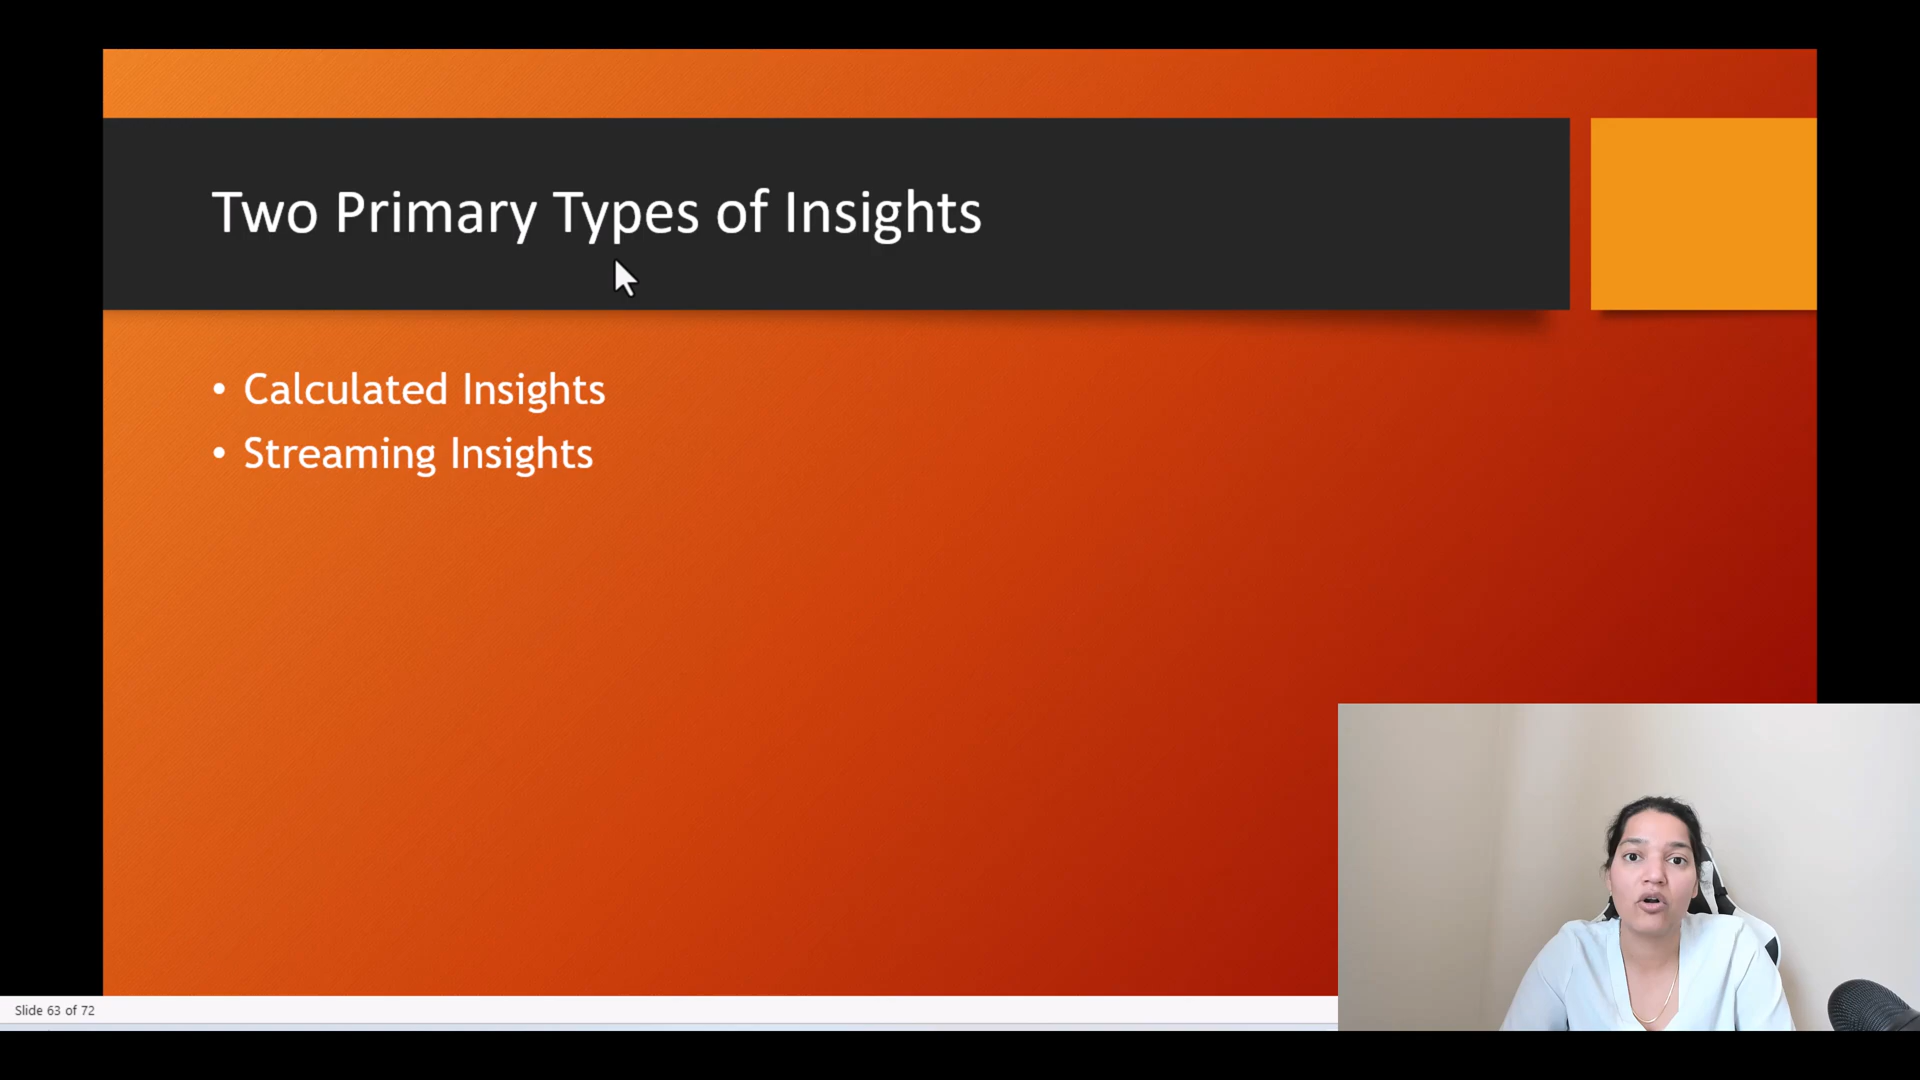 Two Primary Types of Insights
• Calculated Insights
• Streaming Insights
Slide 63 of 72